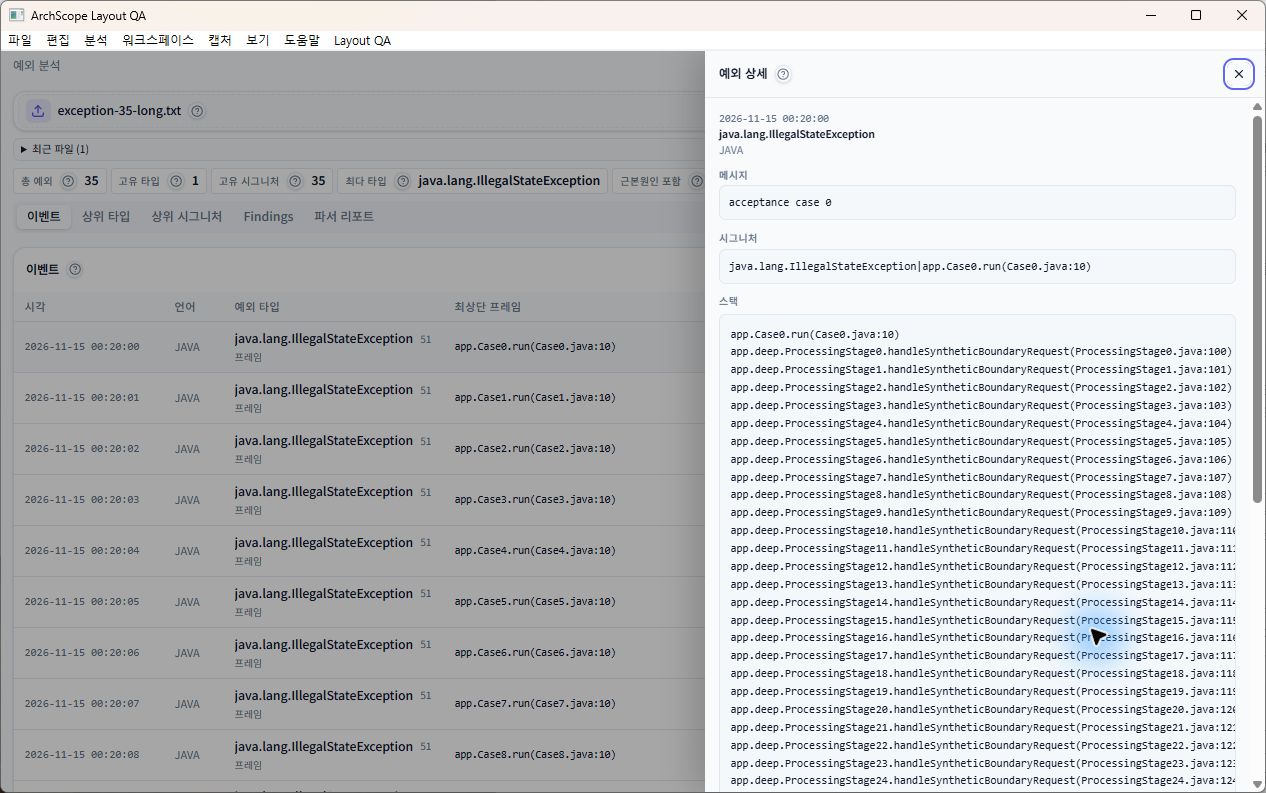 ArchScope Layout QA
파일 편집 분석 워크스페이스 캡처 보기 도움말 Layout QA
예외 분석
exception-35-long.txt
최근 파일 (1)
총 예외 35 고유 타입 1 고유 시그니처 35 최다 타입 java.lang.IllegalStateException 근본원인 포함
이벤트 상위 타입 상위 시그니처 Findings 파서 리포트
이벤트
시각 언어 예외 타입 최상단 프레임
2026-11-15 00:20:00 JAVA java.lang.IllegalStateException 51 프레임 app.Case0.run(Case0.java:10)
2026-11-15 00:20:01 JAVA java.lang.IllegalStateException 51 프레임 app.Case1.run(Case1.java:10)
2026-11-15 00:20:02 JAVA java.lang.IllegalStateException 51 프레임 app.Case2.run(Case2.java:10)
2026-11-15 00:20:03 JAVA java.lang.IllegalStateException 51 프레임 app.Case3.run(Case3.java:10)
2026-11-15 00:20:04 JAVA java.lang.IllegalStateException 51 프레임 app.Case4.run(Case4.java:10)
2026-11-15 00:20:05 JAVA java.lang.IllegalStateException 51 프레임 app.Case5.run(Case5.java:10)
2026-11-15 00:20:06 JAVA java.lang.IllegalStateException 51 프레임 app.Case6.run(Case6.java:10)
2026-11-15 00:20:07 JAVA java.lang.IllegalStateException 51 프레임 app.Case7.run(Case7.java:10)
2026-11-15 00:20:08 JAVA java.lang.IllegalStateException 51 프레임 app.Case8.run(Case8.java:10)
예외 상세
2026-11-15 00:20:00
java.lang.IllegalStateException
JAVA
메시지
acceptance case 0
시그니처
java.lang.IllegalStateException|app.Case0.run(Case0.java:10)
스택
app.Case0.run(Case0.java:10)
app.deep.ProcessingStage0.handleSyntheticBoundaryRequest(ProcessingStage0.java:100)
app.deep.ProcessingStage1.handleSyntheticBoundaryRequest(ProcessingStage1.java:101)
app.deep.ProcessingStage2.handleSyntheticBoundaryRequest(ProcessingStage2.java:102)
app.deep.ProcessingStage3.handleSyntheticBoundaryRequest(ProcessingStage3.java:103)
app.deep.ProcessingStage4.handleSyntheticBoundaryRequest(ProcessingStage4.java:104)
app.deep.ProcessingStage5.handleSyntheticBoundaryRequest(ProcessingStage5.java:105)
app.deep.ProcessingStage6.handleSyntheticBoundaryRequest(ProcessingStage6.java:106)
app.deep.ProcessingStage7.handleSyntheticBoundaryRequest(ProcessingStage7.java:107)
app.deep.ProcessingStage8.handleSyntheticBoundaryRequest(ProcessingStage8.java:108)
app.deep.ProcessingStage9.handleSyntheticBoundaryRequest(ProcessingStage9.java:109)
app.deep.ProcessingStage10.handleSyntheticBoundaryRequest(ProcessingStage10.java:110
app.deep.ProcessingStage11.handleSyntheticBoundaryRequest(ProcessingStage11.java:111
app.deep.ProcessingStage12.handleSyntheticBoundaryRequest(ProcessingStage12.java:112
app.deep.ProcessingStage13.handleSyntheticBoundaryRequest(ProcessingStage13.java:113
app.deep.ProcessingStage14.handleSyntheticBoundaryRequest(ProcessingStage14.java:114
app.deep.ProcessingStage15.handleSyntheticBoundaryRequest(ProcessingStage15.java:115
app.deep.ProcessingStage16.handleSyntheticBoundaryRequest(ProcessingStage16.java:116
app.deep.ProcessingStage17.handleSyntheticBoundaryRequest(ProcessingStage17.java:117
app.deep.ProcessingStage18.handleSyntheticBoundaryRequest(ProcessingStage18.java:118
app.deep.ProcessingStage19.handleSyntheticBoundaryRequest(ProcessingStage19.java:119
app.deep.ProcessingStage20.handleSyntheticBoundaryRequest(ProcessingStage20.java:120
app.deep.ProcessingStage21.handleSyntheticBoundaryRequest(ProcessingStage21.java:121
app.deep.ProcessingStage22.handleSyntheticBoundaryRequest(ProcessingStage22.java:122
app.deep.ProcessingStage23.handleSyntheticBoundaryRequest(ProcessingStage23.java:123
app.deep.ProcessingStage24.handleSyntheticBoundaryRequest(ProcessingStage24.java:124